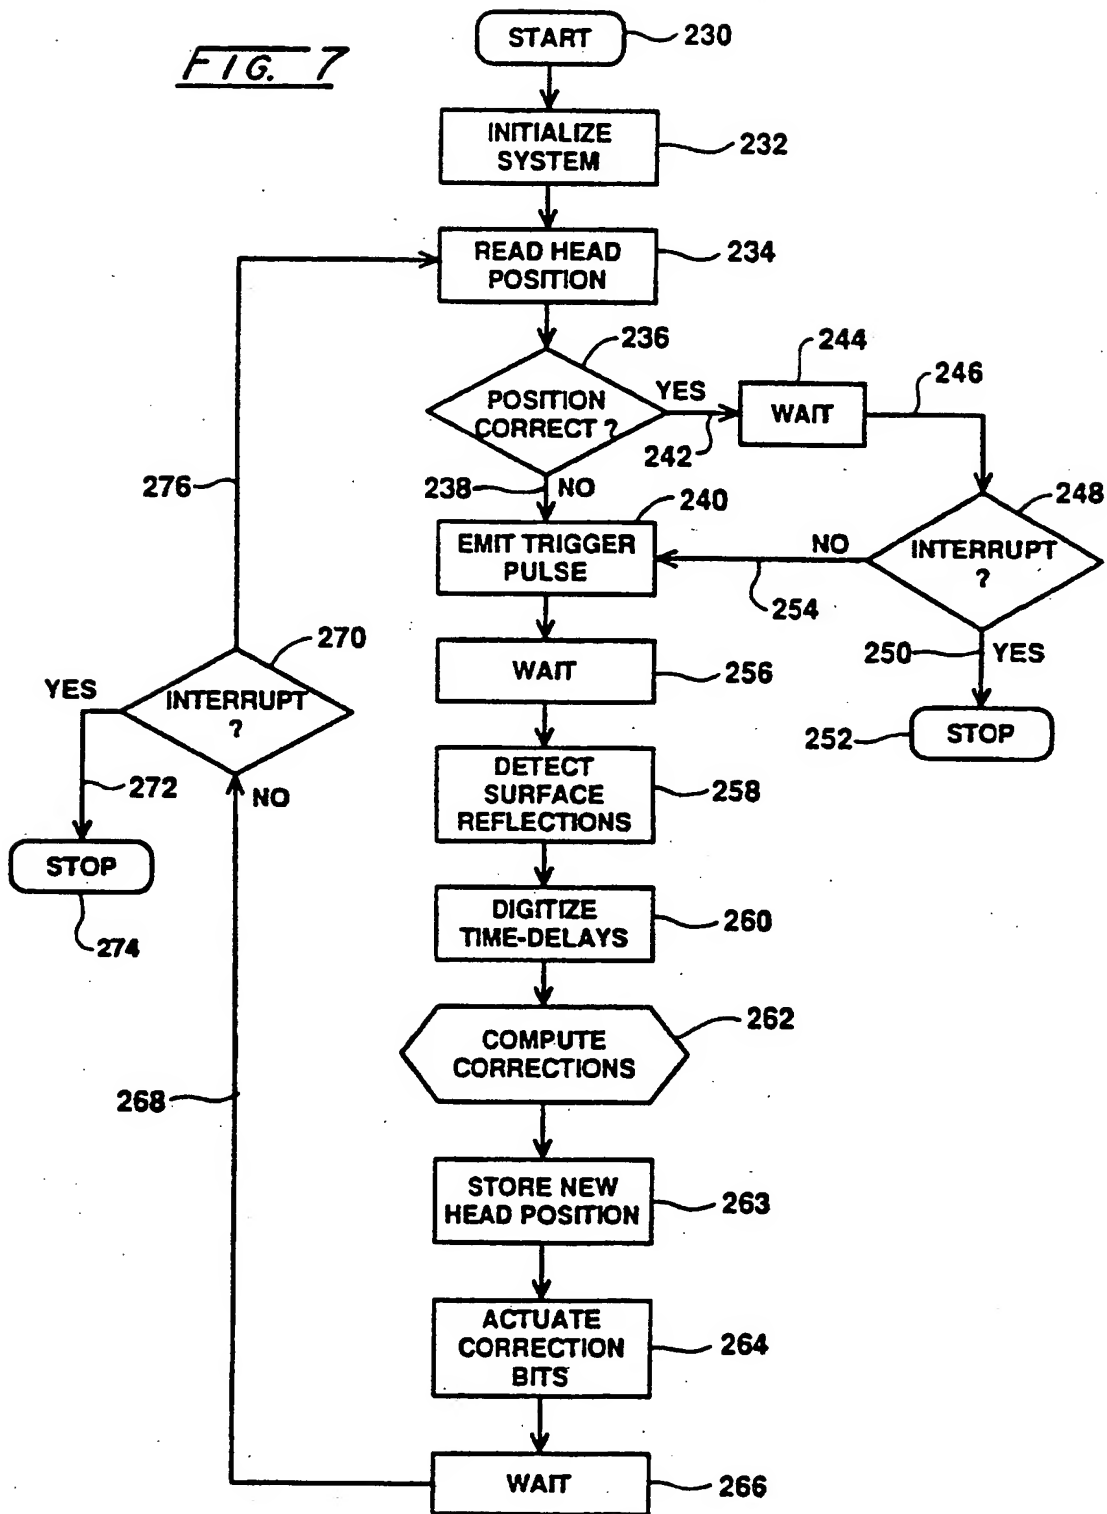 FIG. 7
START
230
INITIALIZE
SYSTEM
232
READ HEAD
POSITION
234
236
POSITION
CORRECT ?
YES
242
244
WAIT
246
238
NO
240
EMIT TRIGGER
PULSE
NO
254
248
INTERRUPT
?
250
YES
252
STOP
276
270
YES
INTERRUPT
?
272
NO
STOP
274
WAIT
256
DETECT
SURFACE
REFLECTIONS
258
DIGITIZE
TIME-DELAYS
260
COMPUTE
CORRECTIONS
262
268
STORE NEW
HEAD POSITION
263
ACTUATE
CORRECTION
BITS
264
WAIT
266